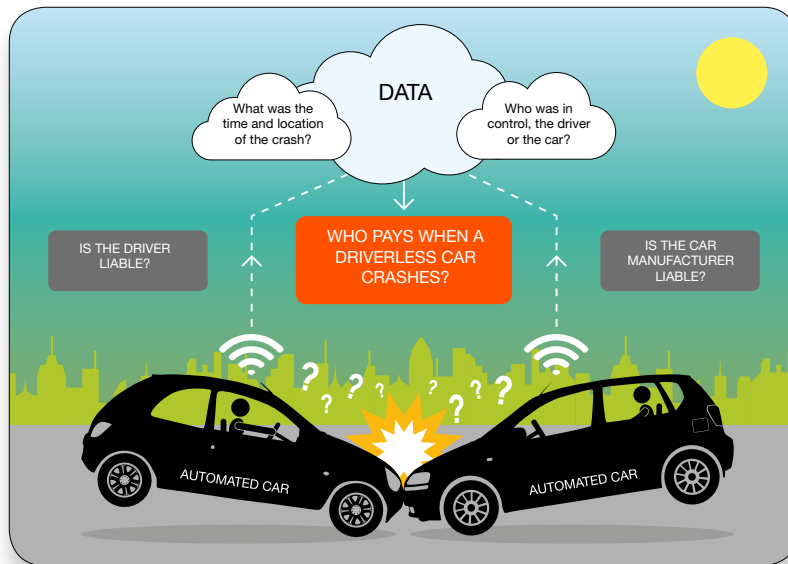 DATA
What was the
time and location
of the crash?
Who was in
control, the driver
or the car?
IS THE DRIVER
LIABLE?
WHO PAYS WHEN A
DRIVERLESS CAR
CRASHES?
IS THE CAR
MANUFACTURER
LIABLE?
? ? ? ? ? ? ? ?
AUTOMATED CAR
AUTOMATED CAR